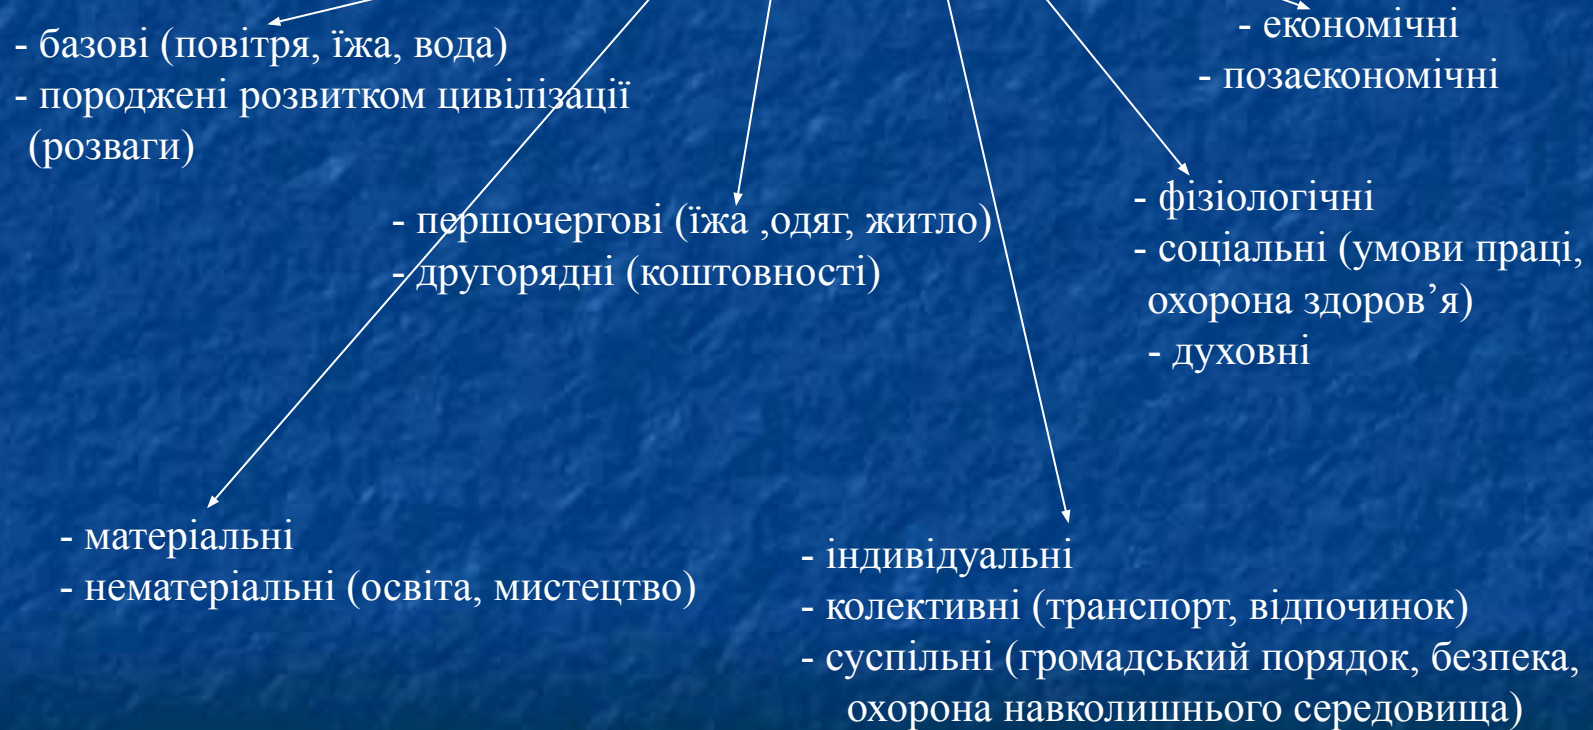 - базові (повітря, їжа, вода)
- породжені розвитком цивілізації
(розваги)
- економічні
- позаекономічні
- першочергові (їжа ,одяг, житло)
- другорядні (коштовності)
- фізіологічні
- соціальні (умови праці,
охорона здоров’я)
- духовні
- матеріальні
- нематеріальні (освіта, мистецтво)
- індивідуальні
- колективні (транспорт, відпочинок)
- суспільні (громадський порядок, безпека,
охорона навколишнього середовища)